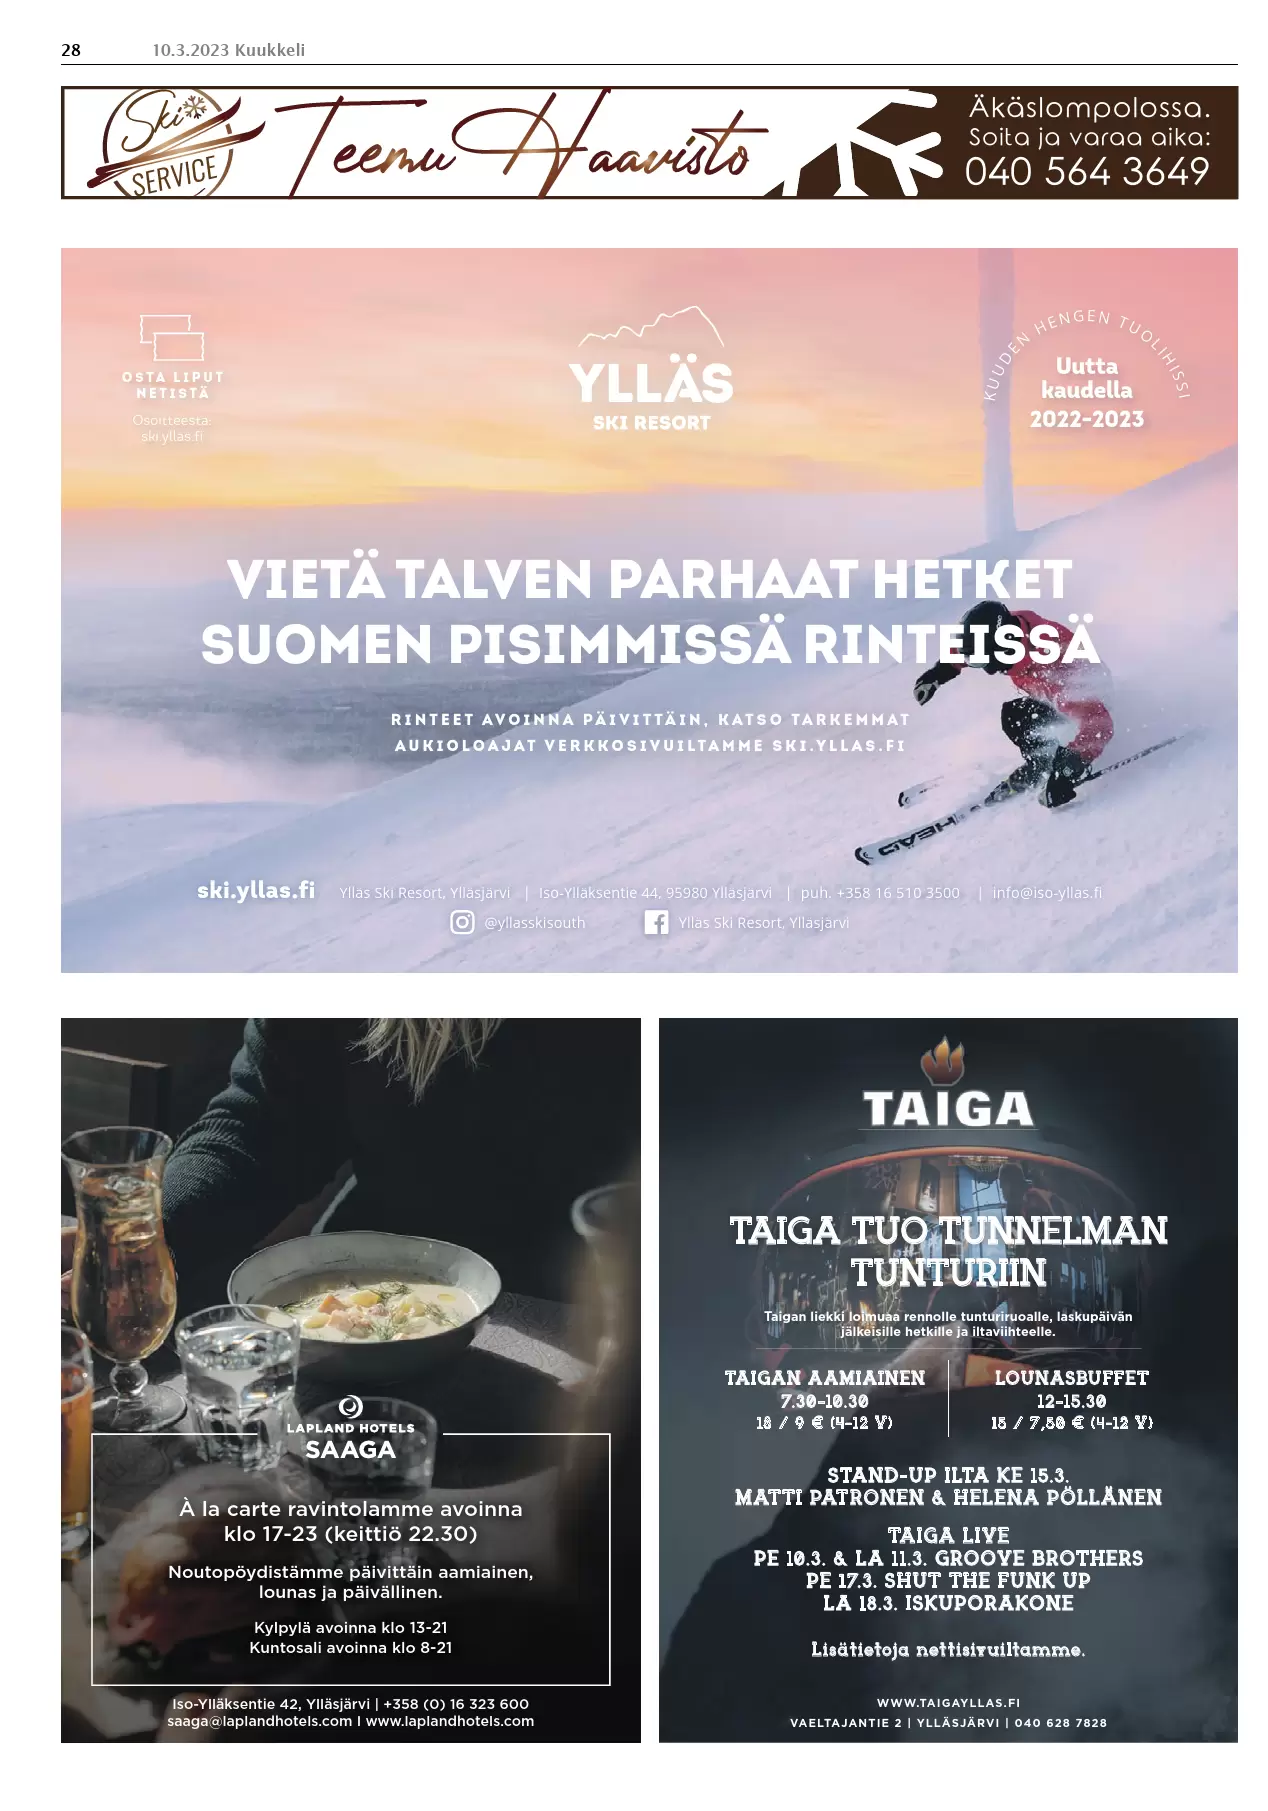 28 10.3.2023 Kuukkeli
Ski
SERVICE
Teemu Haavisto
Äkäslompolossa.
Soita ja varaa aika:
040 564 3649
OSTA LIPUT
NETISTÄ
Osoitteesta:
ski.yllas.fi
YLLÄS
SKI RESORT
KUUDEN HENGEN TUOLIHISSI
Uutta
kaudella
2022-2023
VIETÄ TALVEN PARHAAT HETKET
SUOMEN PISIMMISSÄ RINTEISSÄ
RINTEET AVOINNA PÄIVITTÄIN, KATSO TARKEMMAT
AUKIOLOAJAT VERKKOSIVUILTAMME SKI.YLLAS.FI
HEAD
ski.yllas.fi Ylläs Ski Resort, Ylläsjärvi | Iso-Ylläksentie 44, 95980 Ylläsjärvi | puh. +358 16 510 3500 | info@iso-yllas.fi
@yllasskisouth Ylläs Ski Resort, Ylläsjärvi
LAPLAND HOTELS
SAAGA
À la carte ravintolamme avoinna
klo 17-23 (keittiö 22.30)
Noutopöydistämme päivittäin aamiainen,
lounas ja päivällinen.
Kylpylä avoinna klo 13-21
Kuntosali avoinna klo 8-21
Iso-Ylläksentie 42, Ylläsjärvi | +358 (0) 16 323 600
saaga@laplandhotels.com I www.laplandhotels.com
TAIGA
TAIGA TUO TUNNELMAN
TUNTURIIN
Taigan liekki loimuaa rennolle tunturiruoalle, laskupäivän
jälkeisille hetkille ja iltaviihteelle.
TAIGAN AAMIAINEN
7.30-10.30
18 / 9 € (4-12 V)
LOUNASBUFFET
12-15.30
15 / 7,50 € (4-12 V)
STAND-UP ILTA KE 15.3.
MATTI PATRONEN & HELENA PÖLLÄNEN
TAIGA LIVE
PE 10.3. & LA 11.3. GROOVE BROTHERS
PE 17.3. SHUT THE FUNK UP
LA 18.3. ISKUPORAKONE
Lisätietoja nettisivuiltamme.
WWW.TAIGAYLLAS.FI
VAELTAJANTIE 2 | YLLÄSJÄRVI | 040 628 7828